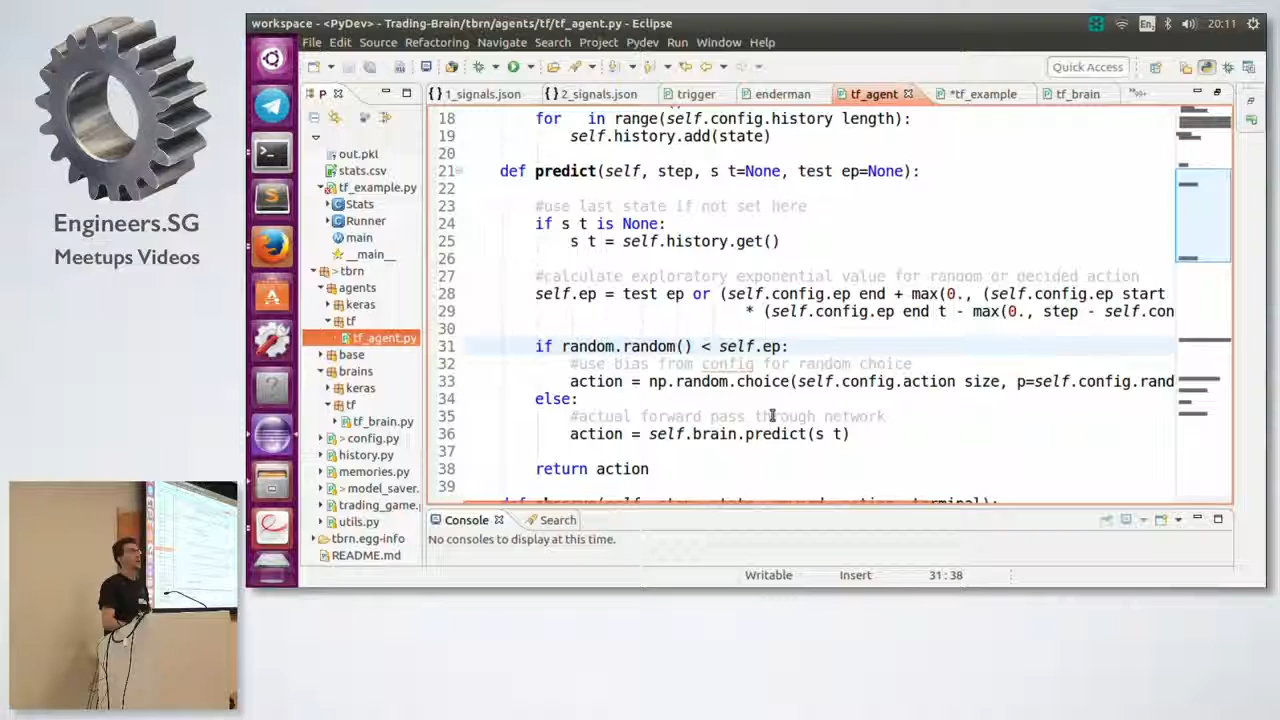 workspace - <PyDev> - Trading-Brain/tbrn/agents/tf/tf_agent.py - Eclipse
En
20:11
File Edit Source Refactoring Navigate Search Project Pydev Run Window Help
Quick Access
P
1_signals.json
2_signals.json
trigger
enderman
tf_agent
*tf_example
tf_brain
99+
out.pkl
stats.csv
tf_example.py
Stats
Runner
main
__main__
> tbrn
agents
keras
tf
tf_agent.py
base
brains
keras
tf
tf_brain.py
> config.py
history.py
memories.py
> model_saver.
trading_game.
utils.py
tbrn.egg-info
README.md
18 for in range(self.config.history length):
19 self.history.add(state)
20
21 def predict(self, step, s t=None, test ep=None):
22
23 #use last state if not set here
24 if s t is None:
25 s t = self.history.get()
26
27 #calculate exploratory exponential value for random or decided action
28 self.ep = test ep or (self.config.ep end + max(0., (self.config.ep start
29 * (self.config.ep end t - max(0., step - self.con
30
31 if random.random() < self.ep:
32 #use bias from config for random choice
33 action = np.random.choice(self.config.action size, p=self.config.rand
34 else:
35 #actual forward pass through network
36 action = self.brain.predict(s t)
37
38 return action
39
Console
Search
No consoles to display at this time.
Writable
Insert
31:38
Engineers.SG
Meetups Videos